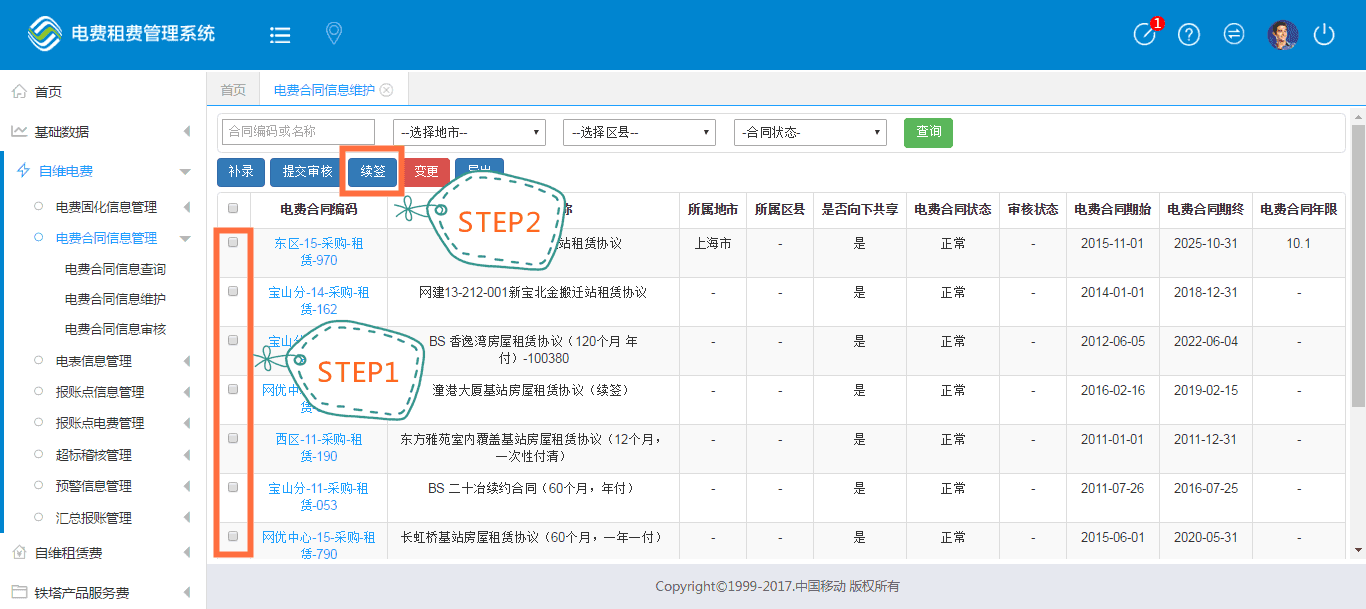 电费租费管理系统
1
首页
基础数据
自维电费
电费固化信息管理
电费合同信息管理
电费合同信息查询
电费合同信息维护
电费合同信息审核
电表信息管理
报账点信息管理
报账点电费管理
超标稽核管理
预警信息管理
汇总报账管理
自维租赁费
铁塔产品服务费
首页 电费合同信息维护
合同编码或名称 --选择地市-- --选择区县-- -合同状态- 查询
补录 提交审核 续签 变更 导出
电费合同编码 称 所属地市 所属区县 是否向下共享 电费合同状态 审核状态 电费合同期始 电费合同期终 电费合同年限
STEP2
东区-15-采购-租 站租赁协议 上海市 - 是 正常 - 2015-11-01 2025-10-31 10.1
赁-970
宝山分-14-采购-租 网建13-212-001新宝北金搬迁站租赁协议 - - 是 正常 - 2014-01-01 2018-12-31 -
赁-162
宝山分 BS 香逸湾房屋租赁协议（120个月 年 - - 是 正常 - 2012-06-05 2022-06-04 -
付）-100380
STEP1
网优中 潼港大厦基站房屋租赁协议（续签） - - 是 正常 - 2016-02-16 2019-02-15 -
赁-
西区-11-采购-租 东方雅苑室内覆盖基站房屋租赁协议（12个月， - - 是 正常 - 2011-01-01 2011-12-31 -
赁-190 一次性付清）
宝山分-11-采购-租 BS 二十冶续约合同（60个月，年付） - - 是 正常 - 2011-07-26 2016-07-25 -
赁-053
网优中心-15-采购-租 长虹桥基站房屋租赁协议（60个月，一年一付） - - 是 正常 - 2015-06-01 2020-05-31 -
赁-790
Copyright©1999-2017.中国移动 版权所有